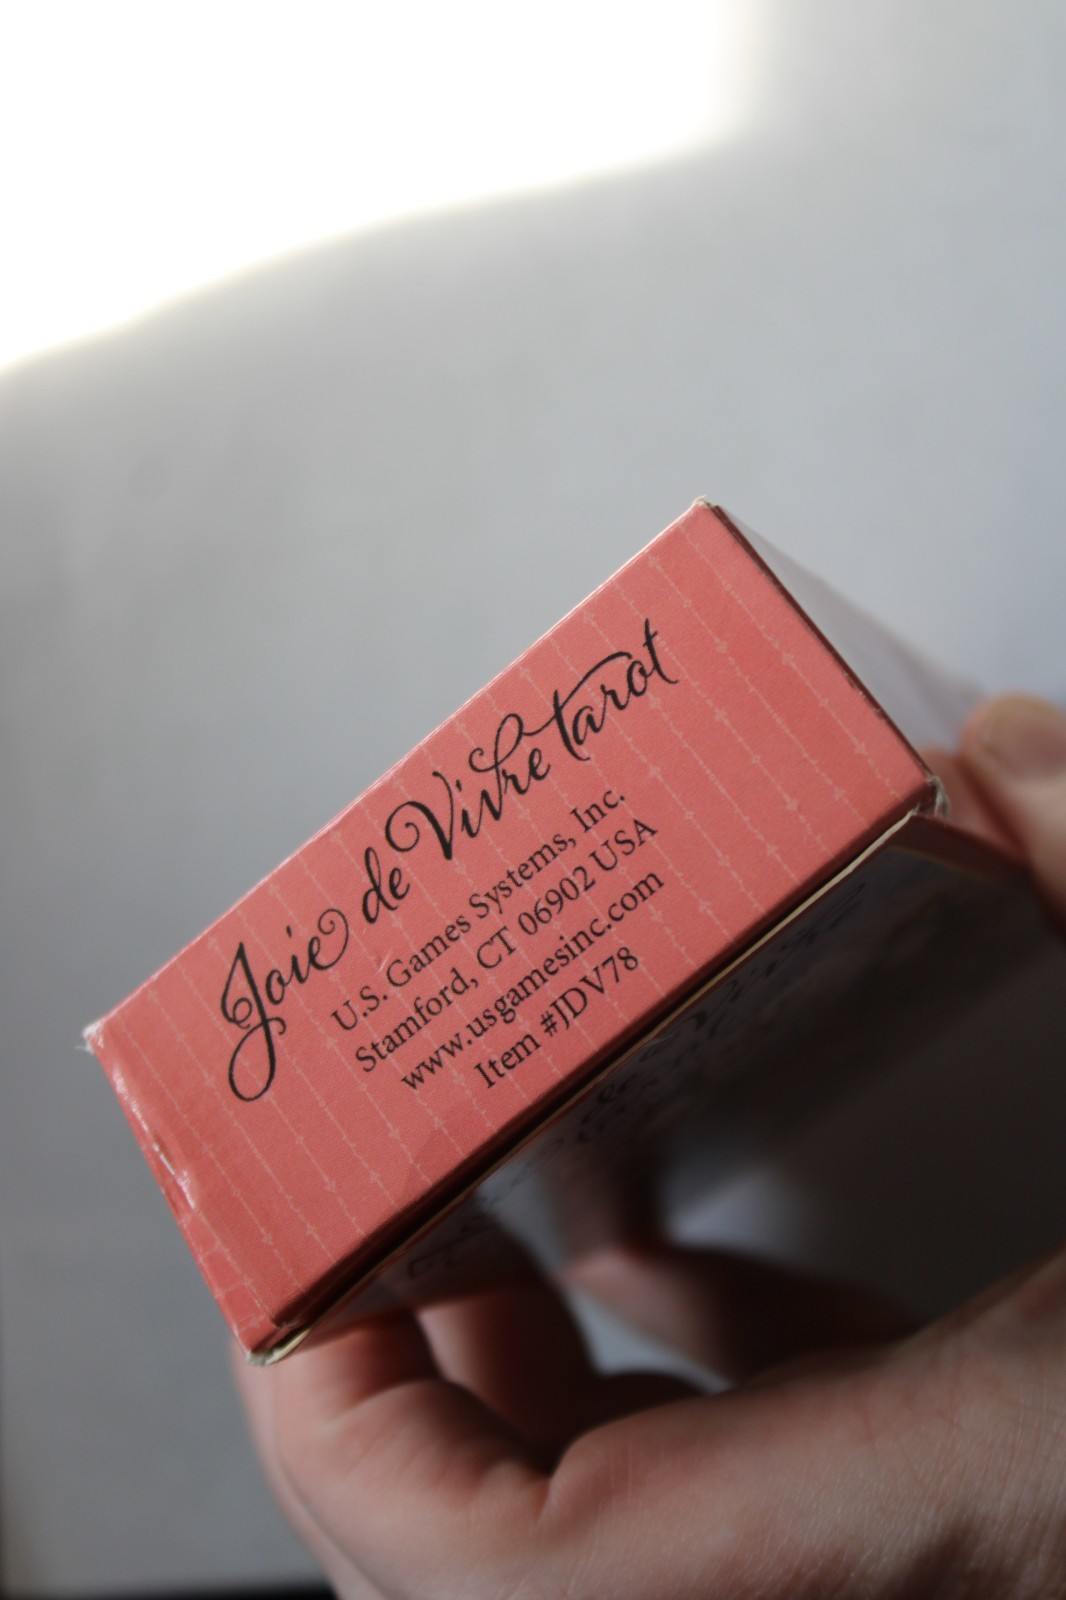 Joie de Vivre tarot
U.S. Games Systems, Inc.
Stamford, CT 06902 USA
www.usgamesinc.com
Item #JDV78